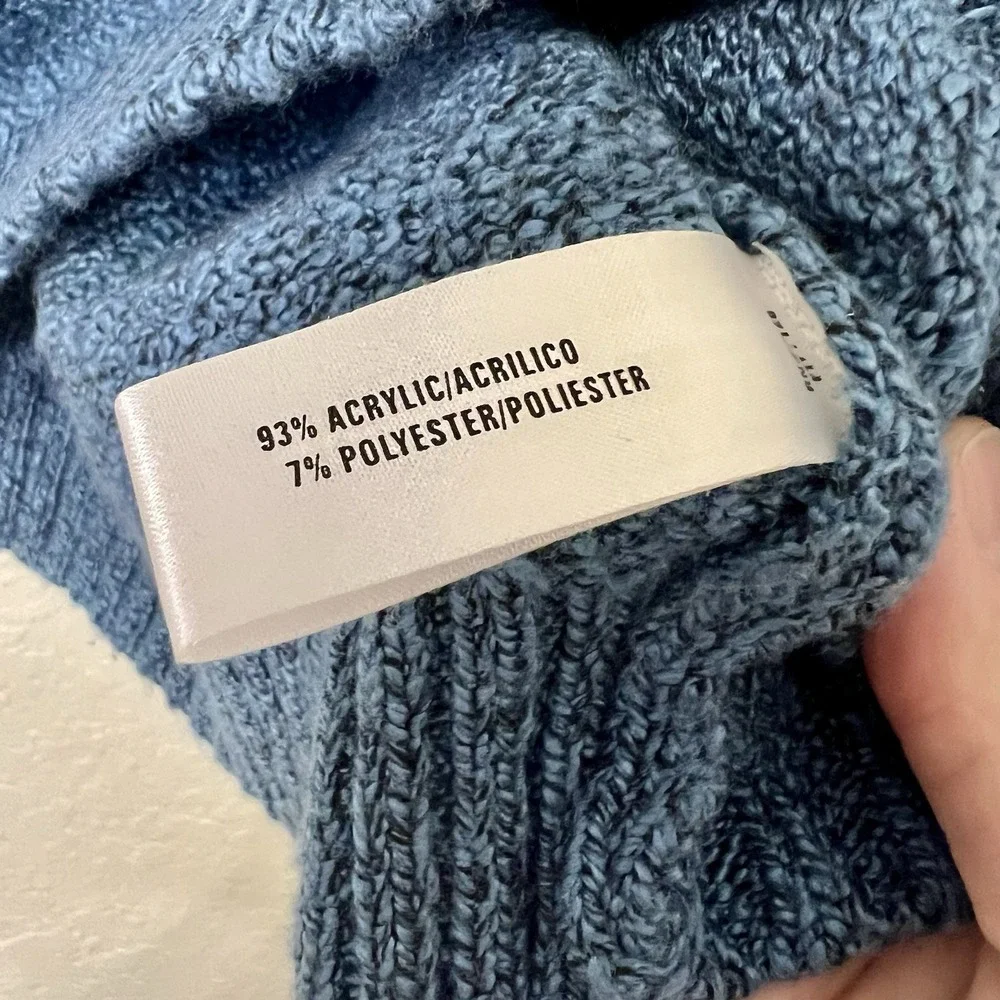 93% ACRYLIC/ACRILICO
7% POLYESTER/POLIESTER